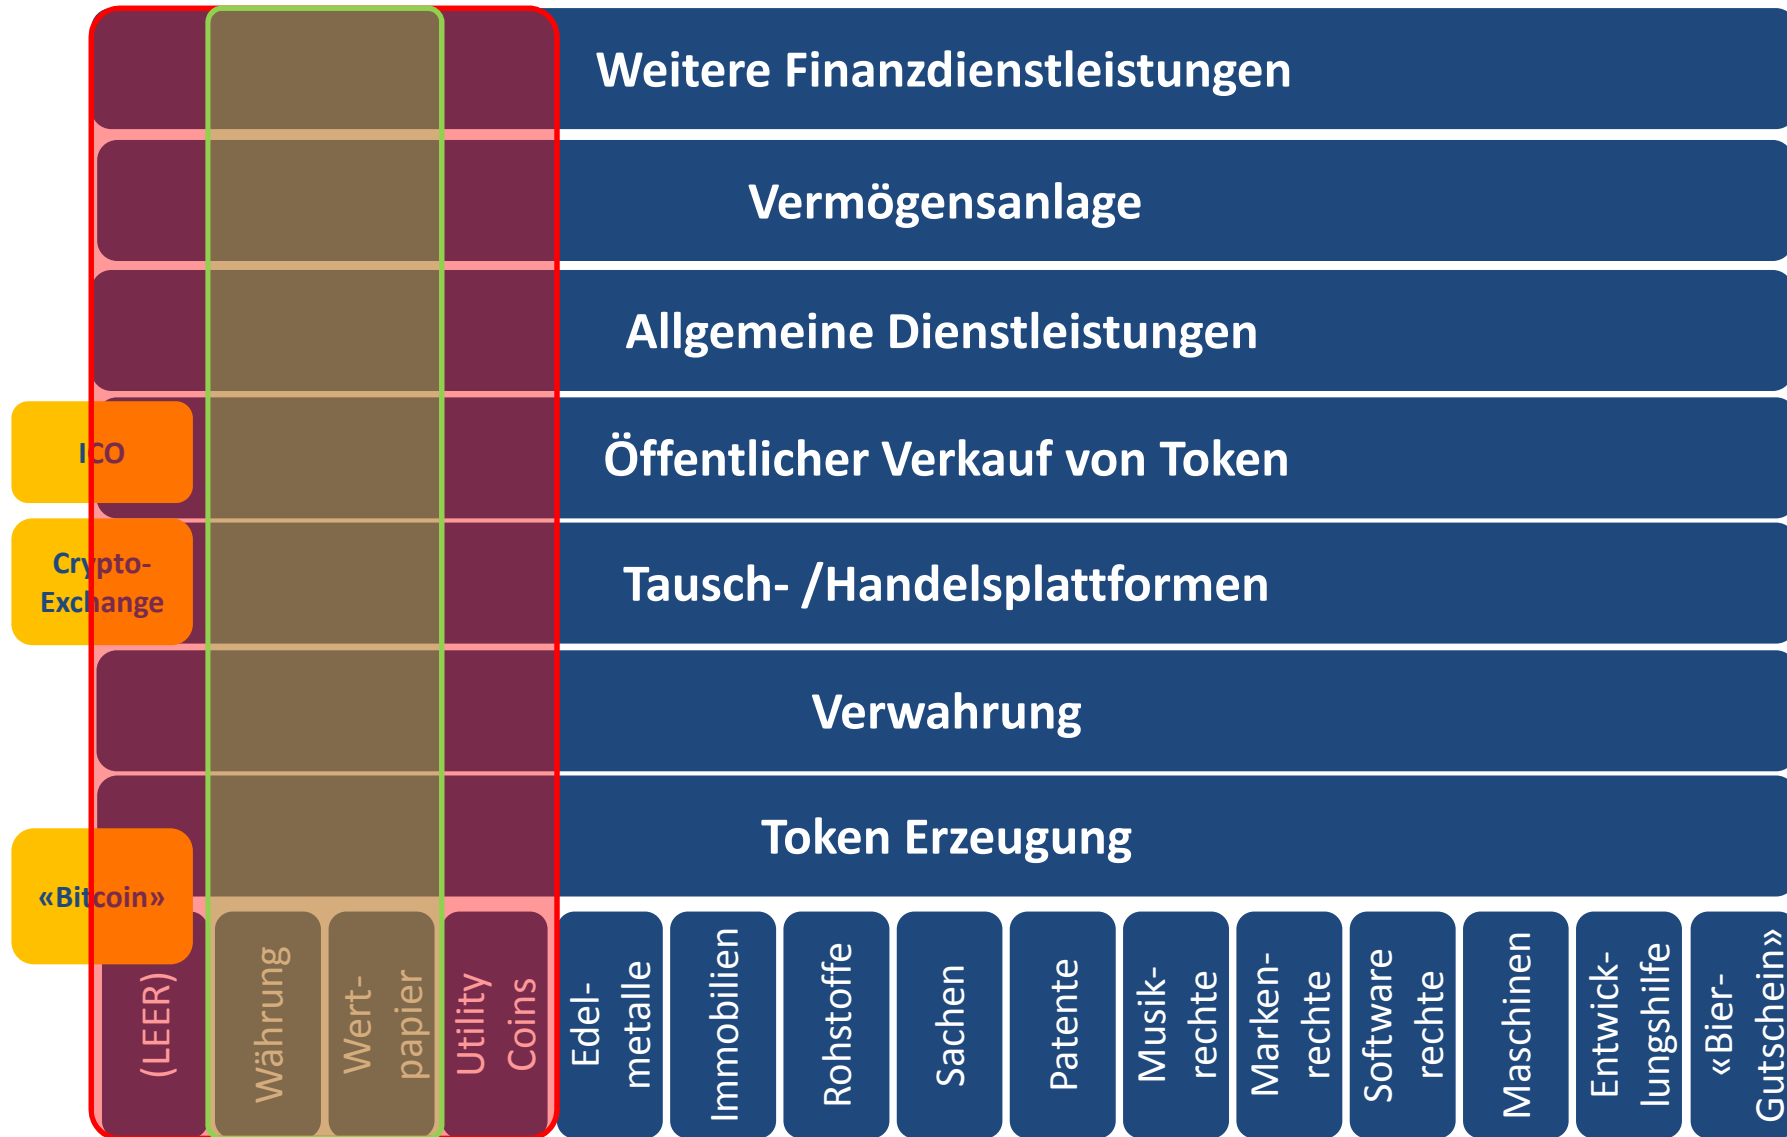 Weitere Finanzdienstleistungen
Vermögensanlage
Allgemeine Dienstleistungen
ICO
Öffentlicher Verkauf von Token
Crypto-
Exchange
Tausch- /Handelsplattformen
Verwahrung
Token Erzeugung
«Bitcoin»
(LEER)
Währung
Wert-
papier
Utility
Coins
Edel-
metalle
Immobilien
Rohstoffe
Sachen
Patente
Musik-
rechte
Marken-
rechte
Software
rechte
Maschinen
Entwick-
lungshilfe
«Bier-
Gutschein»